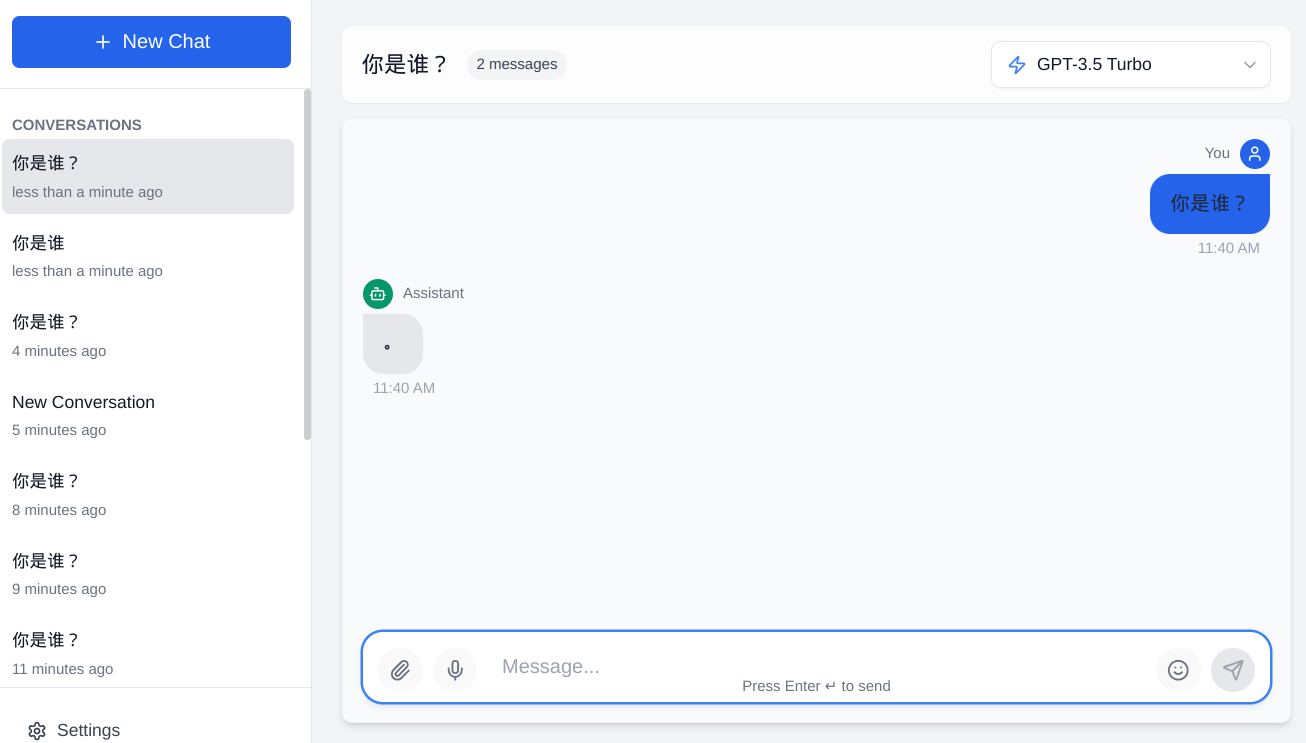 New Chat
CONVERSATIONS
你是谁？
less than a minute ago
你是谁
less than a minute ago
你是谁？
4 minutes ago
New Conversation
5 minutes ago
你是谁？
8 minutes ago
你是谁？
9 minutes ago
你是谁？
11 minutes ago
Settings
你是谁？
2 messages
GPT-3.5 Turbo
You
你是谁？
11:40 AM
Assistant
。
11:40 AM
Message...
Press Enter ↵ to send